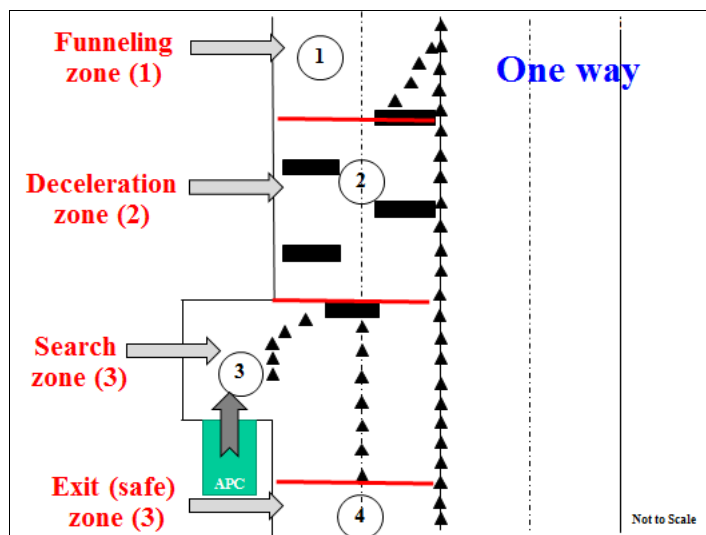 Funneling
zone (1)
1
One way
Deceleration
zone (2)
2
Search
zone (3)
3
APC
Exit (safe)
zone (3)
4
Not to Scale